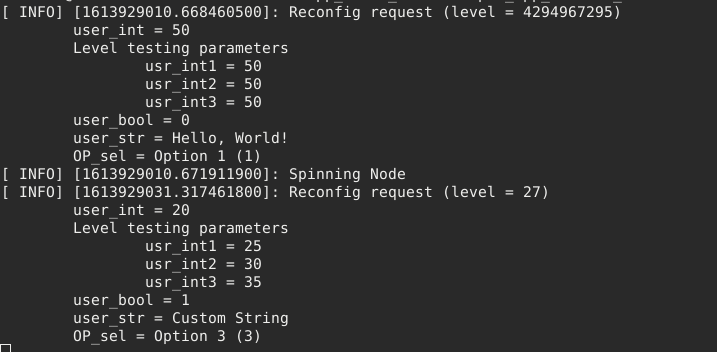 [ INFO] [1613929010.668460500]: Reconfig request (level = 4294967295)
user_int = 50
Level testing parameters
usr_int1 = 50
usr_int2 = 50
usr_int3 = 50
user_bool = 0
user_str = Hello, World!
OP_sel = Option 1 (1)
[ INFO] [1613929010.671911900]: Spinning Node
[ INFO] [1613929031.317461800]: Reconfig request (level = 27)
user_int = 20
Level testing parameters
usr_int1 = 25
usr_int2 = 30
usr_int3 = 35
user_bool = 1
user_str = Custom String
OP_sel = Option 3 (3)